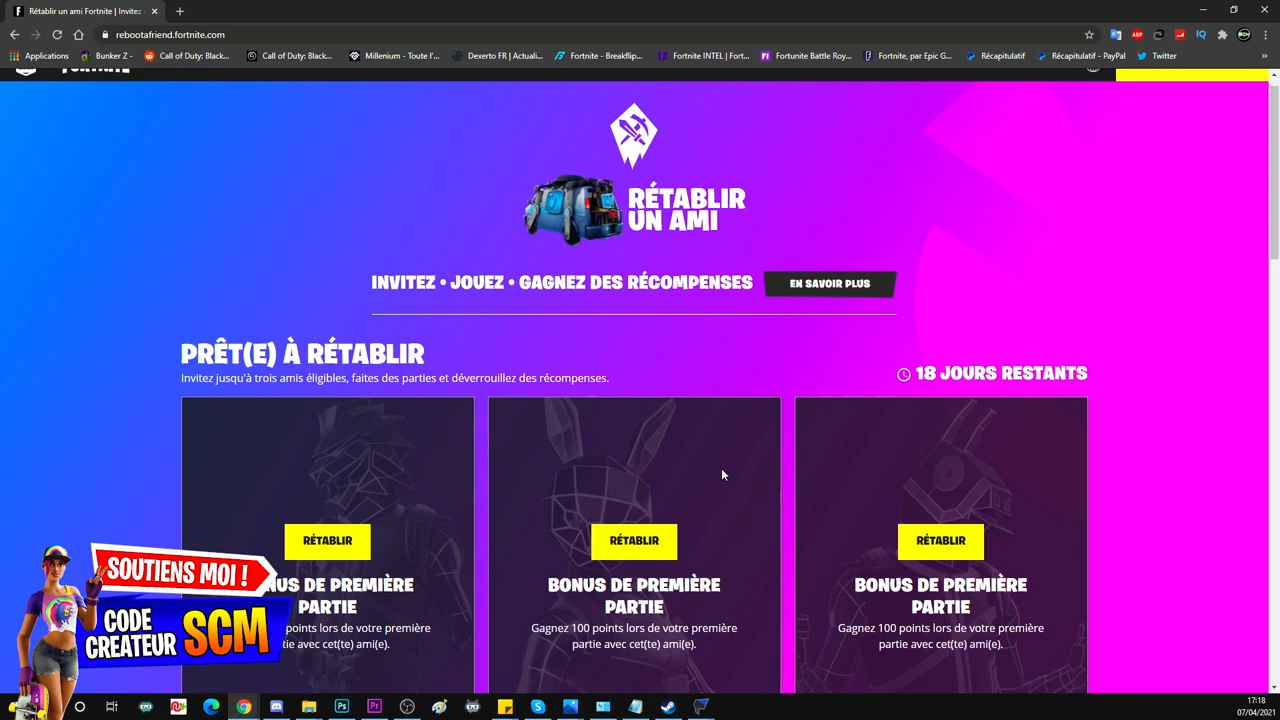 Rétablir un ami Fortnite | Invitez
rebootafriend.fortnite.com
Applications
Bunker Z -
Call of Duty: Black...
Call of Duty: Black...
Millenium - Toute l'...
Dexerto FR | Actuali...
Fortnite - Breakflip...
Fortnite INTEL | Fort...
Fortunite Battle Roy...
Fortnite, par Epic G...
Récapitulatif
Récapitulatif - PayPal
Twitter
RÉTABLIR
UN AMI
INVITEZ • JOUEZ • GAGNEZ DES RÉCOMPENSES
EN SAVOIR PLUS
PRÊT(E) À RÉTABLIR
Invitez jusqu'à trois amis éligibles, faites des parties et déverrouillez des récompenses.
18 JOURS RESTANTS
RÉTABLIR
RÉTABLIR
RÉTABLIR
NUS DE PREMIÈRE
PARTIE
points lors de votre première
tie avec cet(te) ami(e).
BONUS DE PREMIÈRE
PARTIE
Gagnez 100 points lors de votre première
partie avec cet(te) ami(e).
BONUS DE PREMIÈRE
PARTIE
Gagnez 100 points lors de votre première
partie avec cet(te) ami(e).
SOUTIENS MOI !
CODE
CREATEUR SCM
17:18
07/04/2021